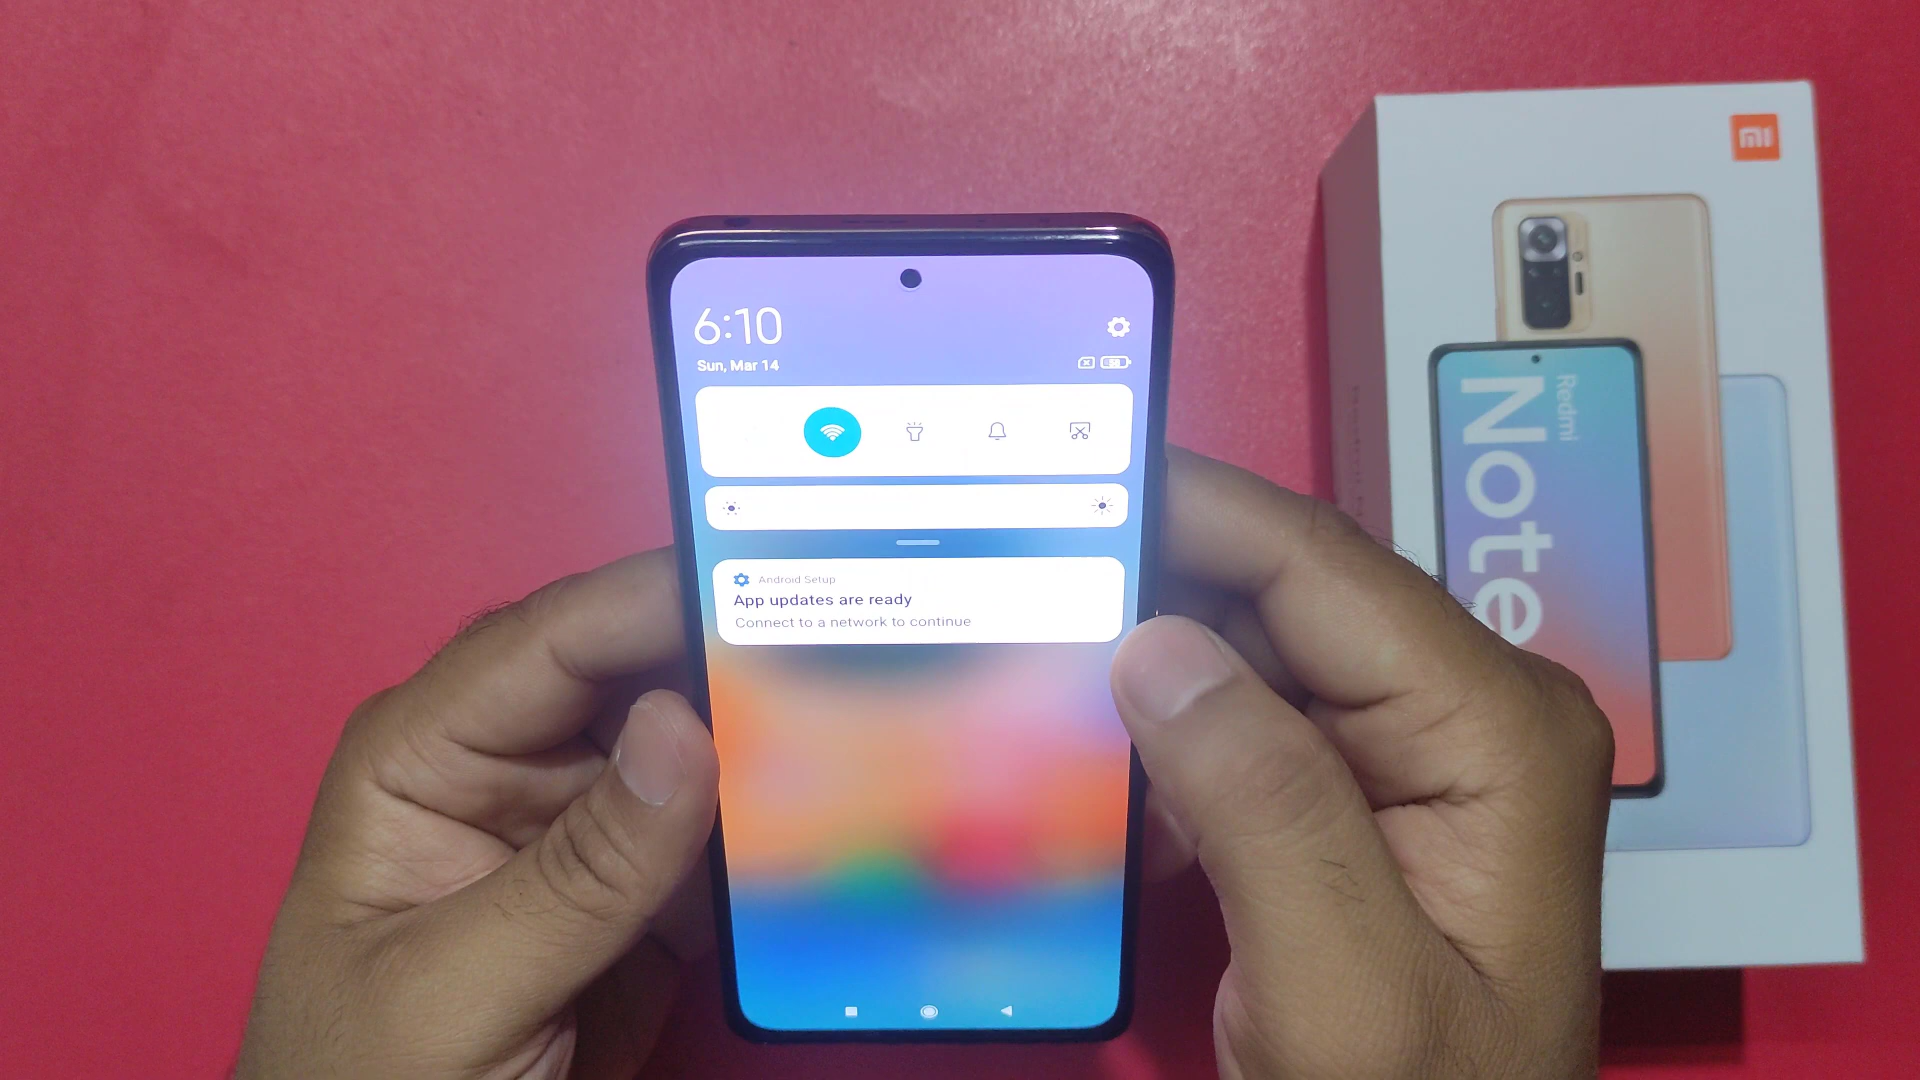 6:10
Sun, Mar 14
58
Android Setup
App updates are ready
Connect to a network to continue
mi
Redmi
Note